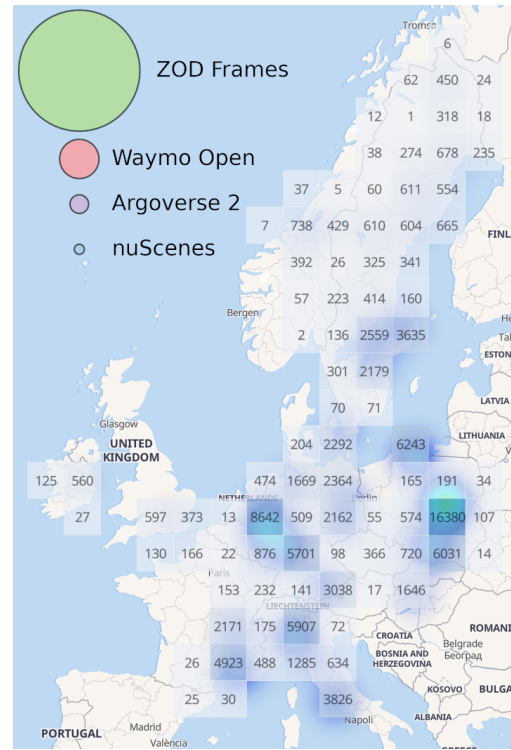 Tromsø
6
ZOD Frames
62 450 24
12 1 318 18
Waymo Open
38 274 678 235
Argoverse 2
37 5 60 611 554
7 738 429 610 604 665
FINL
nuScenes
392 26 325 341
57 223 414 160
Bergen
He
2 136 2559 3635
Ta
ESTON
301 2179
70 71
LATVIA
Glasgow
204 2292 6243
LITHUANIA
UNITED
KINGDOM
125 560 474 1669 2364 165 191 34
NETHERLANDS
27 597 373 13 8642 509 2162 55 574 16380 107
130 166 22 876 5701 98 366 720 6031 14
Paris
153 232 141 3038 17 1646
LIECHTENSTEIN
2171 175 5907 72
ROMANI
CROATIA
Belgrade
Београд
BOSNIA AND
HERZEGOVINA
26 4923 488 1285 634
KOSOVO
BULGA
25 30 3826
Napoli
ALBANIA
PORTUGAL
Madrid
València
GREECE